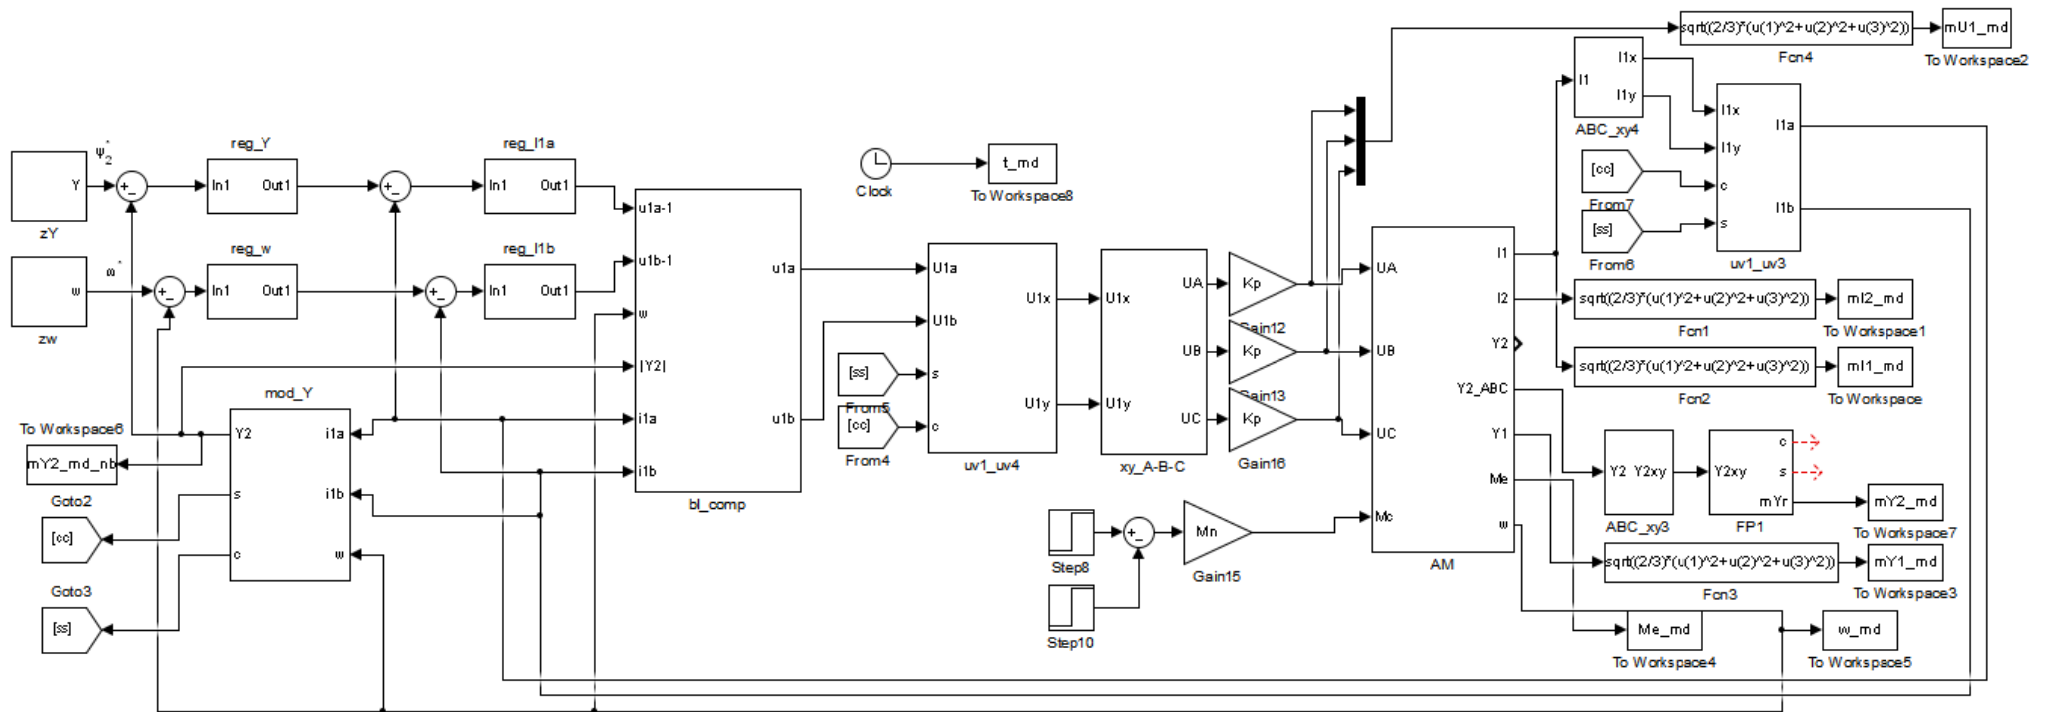 sqrt((2/3)*(u(1)^2+u(2)^2+u(3)^2))
Fcn4
mU1_md
To Workspace2
I1
I1x
I1y
ABC_xy4
I1x
I1y
c
s
I1a
I1b
uv1_uv3
[cc]
From7
[ss]
From6
Y
zY
ψ2*
+_
reg_Y
In1 Out1
+_
reg_I1a
In1 Out1
w
zw
ω*
+_
reg_w
In1 Out1
+_
reg_I1b
In1 Out1
Clock
t_md
To Workspace8
u1a-1
u1b-1
w
|Y2|
i1a
i1b
u1a
u1b
bl_comp
U1a
U1b
s
c
U1x
U1y
uv1_uv4
[ss]
From5
[cc]
From4
U1x
U1y
UA
UB
UC
xy_A-B-C
Kp
Gain12
Kp
Gain13
Kp
Gain16
UA
UB
UC
Mc
I1
I2
Y2
Y2_ABC
Y1
Me
w
AM
sqrt((2/3)*(u(1)^2+u(2)^2+u(3)^2))
Fcn1
mI2_md
To Workspace1
sqrt((2/3)*(u(1)^2+u(2)^2+u(3)^2))
Fcn2
mI1_md
To Workspace
Y2 Y2xy
ABC_xy3
Y2xy
c
s
mYr
FP1
mY2_md
To Workspace7
sqrt((2/3)*(u(1)^2+u(2)^2+u(3)^2))
Fcn3
mY1_md
To Workspace3
Me_md
To Workspace4
w_md
To Workspace5
mod_Y
Y2
s
c
i1a
i1b
w
To Workspace6
mY2_md_nb
Goto2
[cc]
Goto3
[ss]
Step8
Step10
+_
Mn
Gain15